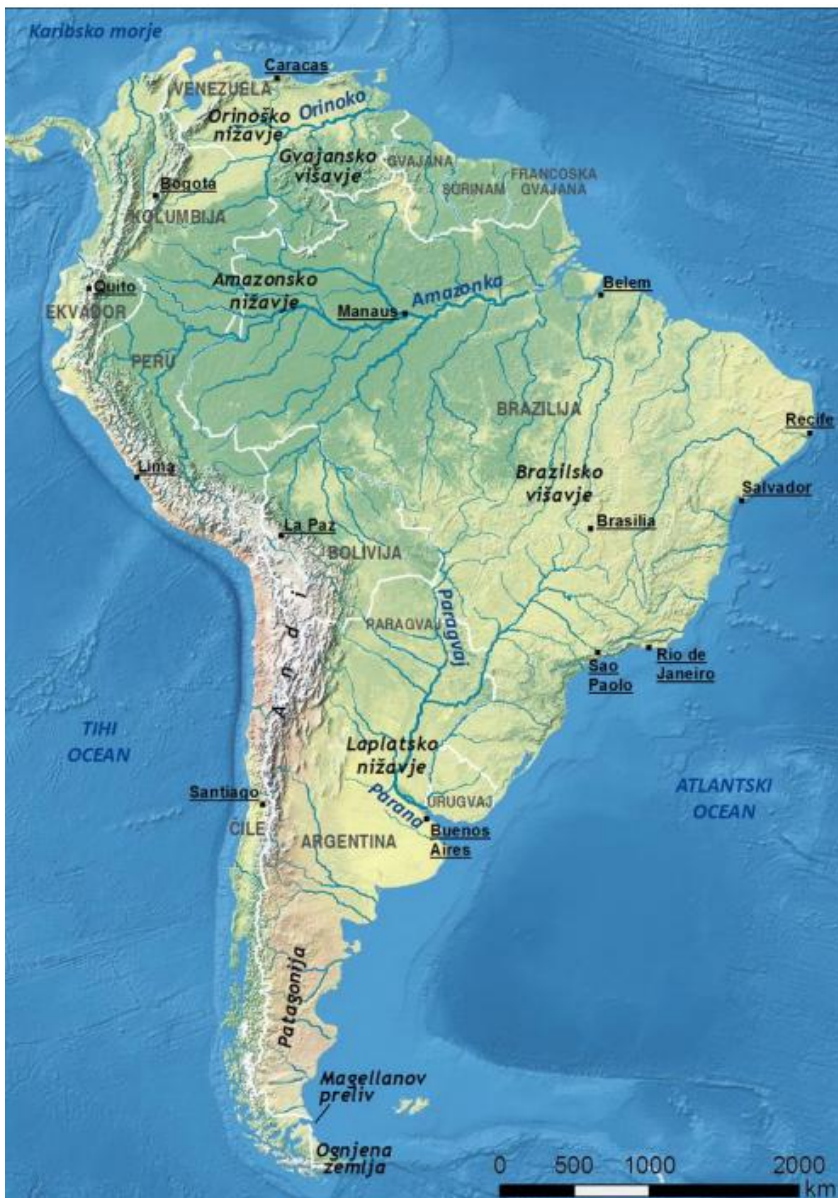 Karibsko morje
Caracas
VENEZUELA
Orinoško
nižavje
Orinoko
Gvajansko
višavje
GVAJANA
SURINAM
FRANCOSKA
GVAJANA
Bogota
KOLUMBIJA
Quito
EKVADOR
Amazonsko
nižavje
Amazonka
Manaus
Belem
PERU
BRAZILIJA
Recife
Lima
Brazilsko
višavje
Salvador
Brasilia
La Paz
BOLIVIJA
Paragvaj
PARAGVAJ
Andi
Sao
Paolo
Rio de
Janeiro
TIHI
OCEAN
Laplatsko
nižavje
ATLANTSKI
OCEAN
Santiago
ČILE
Parana
URUGVAJ
Buenos
Aires
ARGENTINA
Patagonija
Magellanov
preliv
Ognjena
zemlja
0 500 1000 2000
km